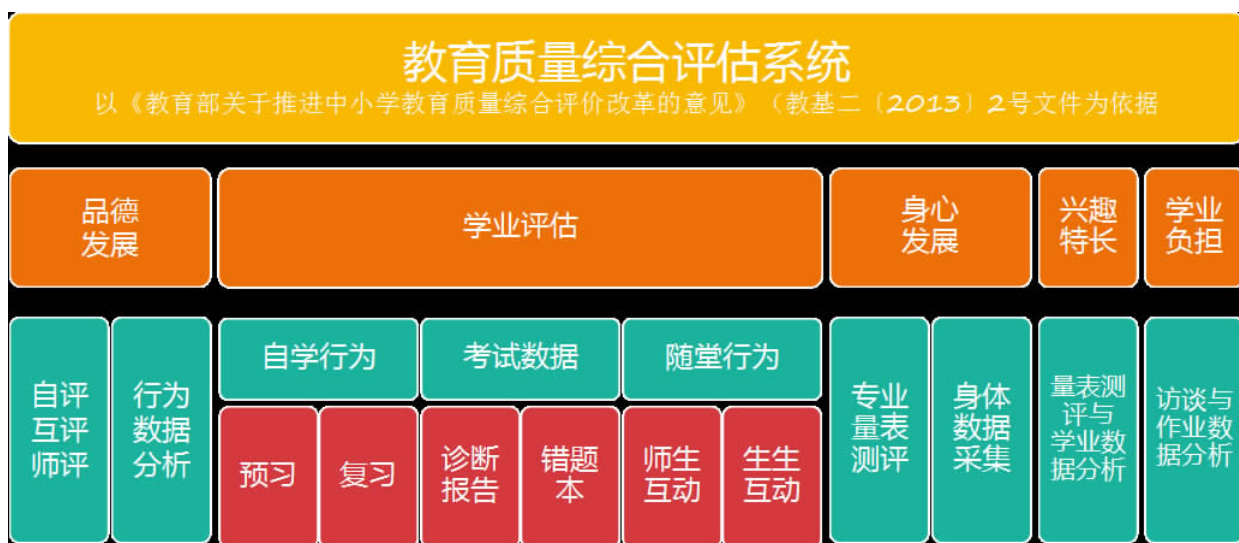 教育质量综合评估系统
以《教育部关于推进中小学教育质量综合评价改革的意见》（教基二〔2013〕2号文件为依据
品德
发展
学业评估
身心
发展
兴趣
特长
学业
负担
自评
互评
师评
行为
数据
分析
自学行为
考试数据
随堂行为
预习
复习
诊断
报告
错题
本
师生
互动
生生
互动
专业
量表
测评
身体
数据
采集
量表测
评与
学业数
据分析
访谈与
作业数
据分析